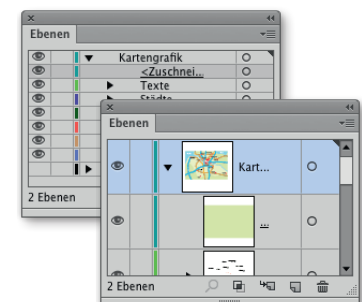 Ebenen
Kartengrafik
<Zuschnei...
Texte
Städte
2 Ebenen
Ebenen
Kart...
...
2 Ebenen